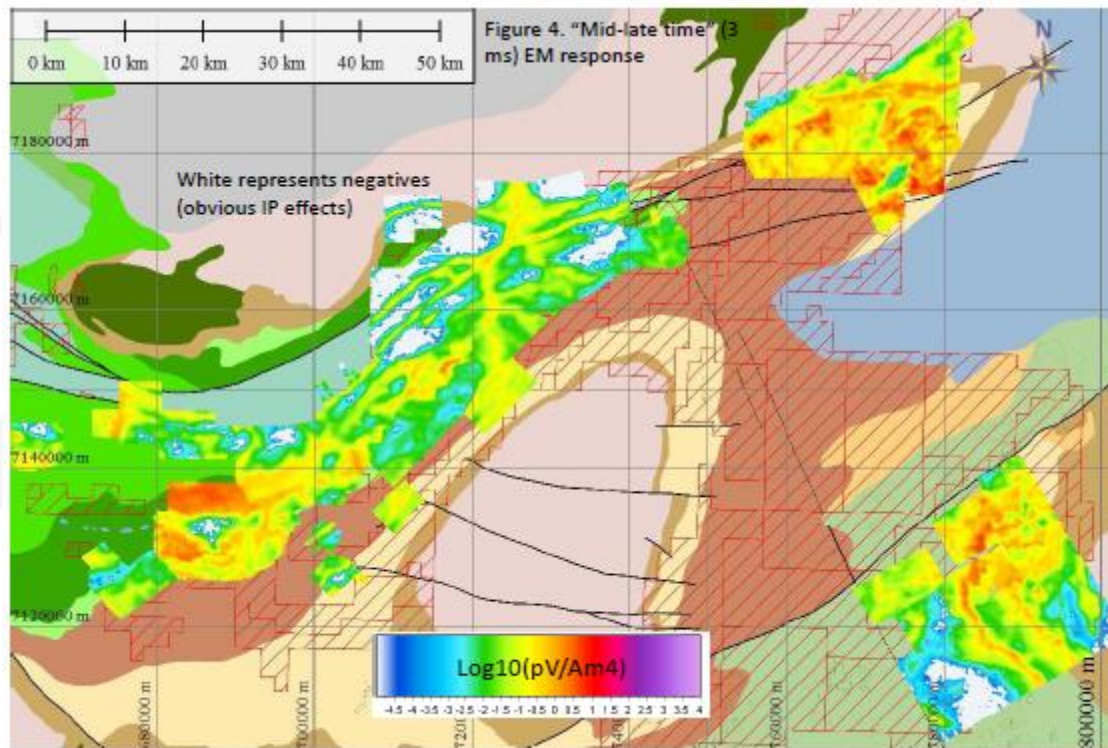 0 km 10 km 20 km 30 km 40 km 50 km
Figure 4. "Mid-late time" (3
ms) EM response
N
7180000 m
White represents negatives
(obvious IP effects)
7160000 m
7140000 m
7120000 m
Log10(pV/Am4)
-4.5 -4 -3.5 -3 -2.5 -2 -1.5 -1 -0.5 0 0.5 1 1.5 2 2.5 3 3.5 4
800000 m